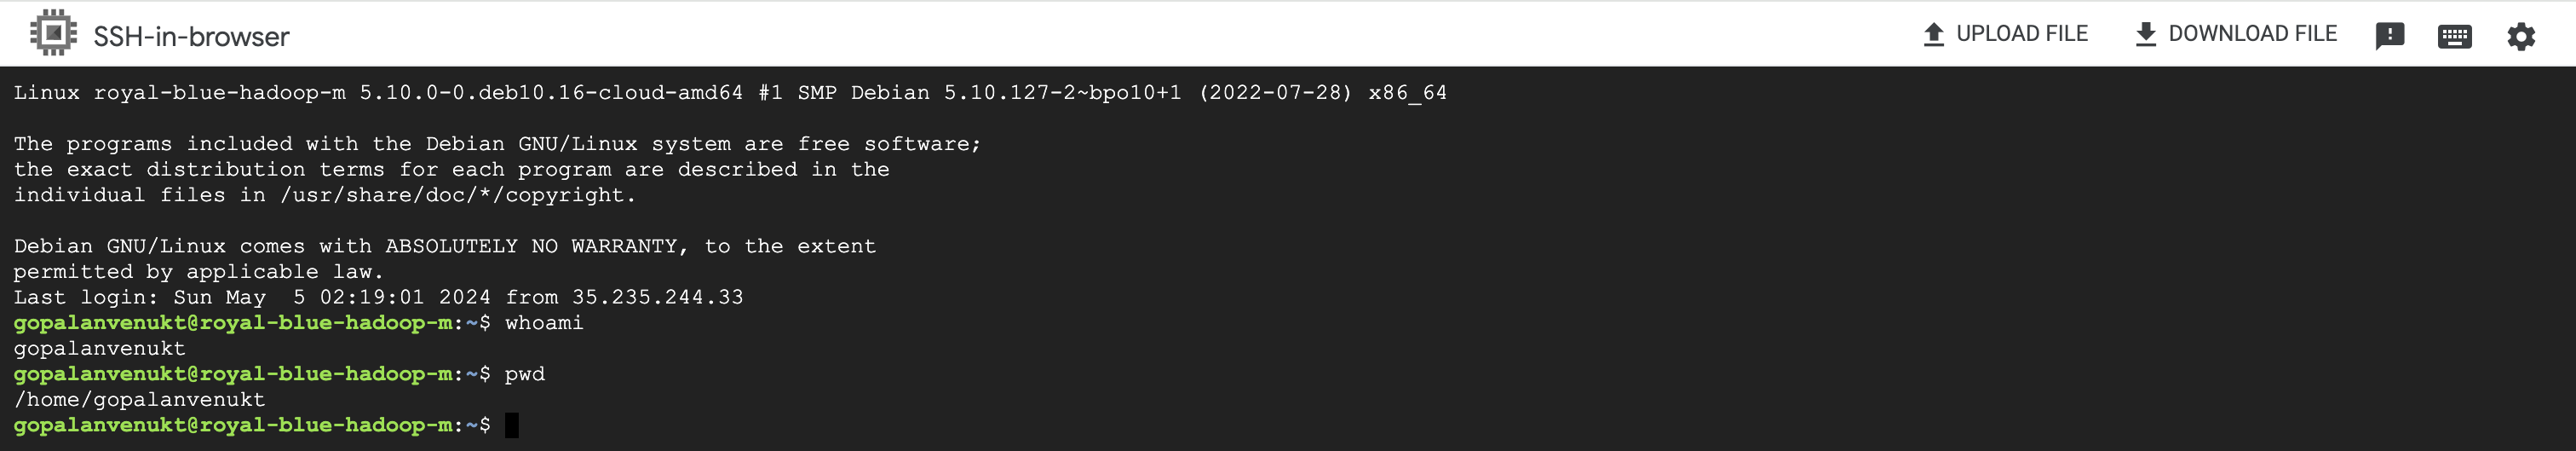 SSH-in-browser UPLOAD FILE DOWNLOAD FILE
Linux royal-blue-hadoop-m 5.10.0-0.deb10.16-cloud-amd64 #1 SMP Debian 5.10.127-2~bpo10+1 (2022-07-28) x86_64
The programs included with the Debian GNU/Linux system are free software;
the exact distribution terms for each program are described in the
individual files in /usr/share/doc/*/copyright.
Debian GNU/Linux comes with ABSOLUTELY NO WARRANTY, to the extent
permitted by applicable law.
Last login: Sun May  5 02:19:01 2024 from 35.235.244.33
gopalanvenukt@royal-blue-hadoop-m:~$ whoami
gopalanvenukt
gopalanvenukt@royal-blue-hadoop-m:~$ pwd
/home/gopalanvenukt
gopalanvenukt@royal-blue-hadoop-m:~$